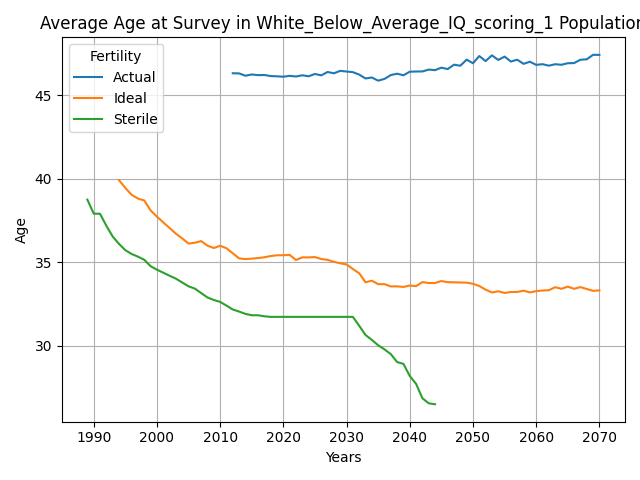 Average Age at Survey in White_Below_Average_IQ_scoring_1 Population
Fertility
Actual
Ideal
Sterile
Age
45
40
35
30
1990 2000 2010 2020 2030 2040 2050 2060 2070
Years